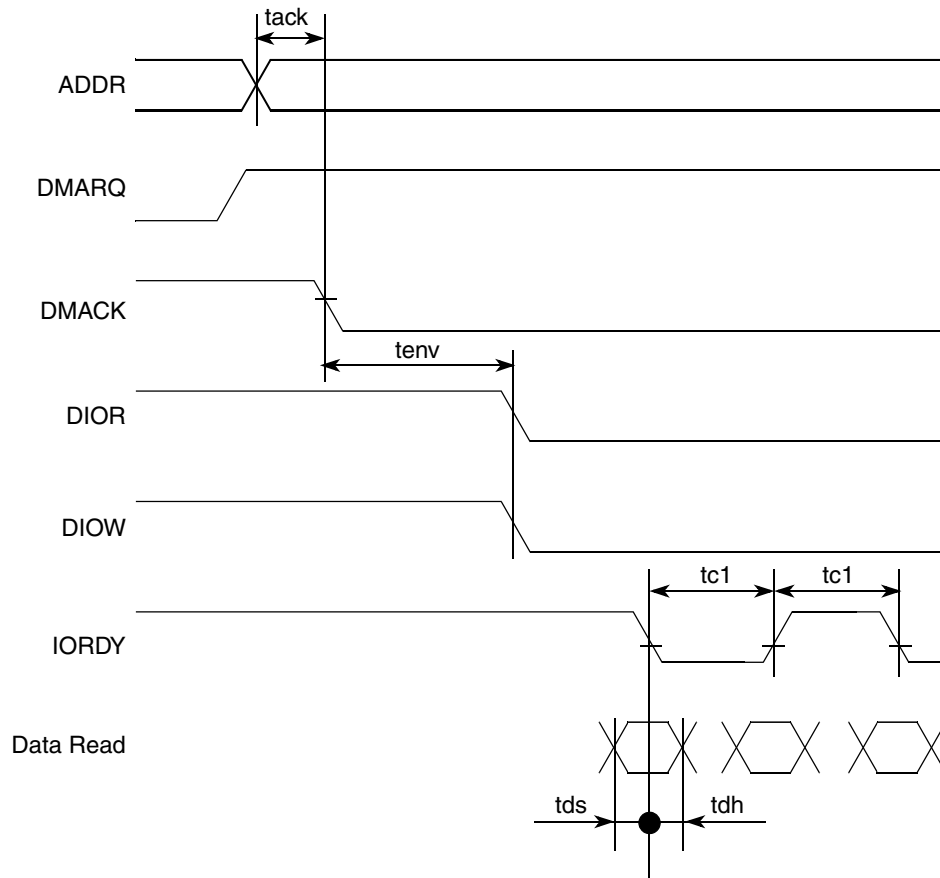 tack
ADDR
DMARQ
DMACK
tenv
DIOR
DIOW
tc1 tc1
IORDY
Data Read
tds tdh